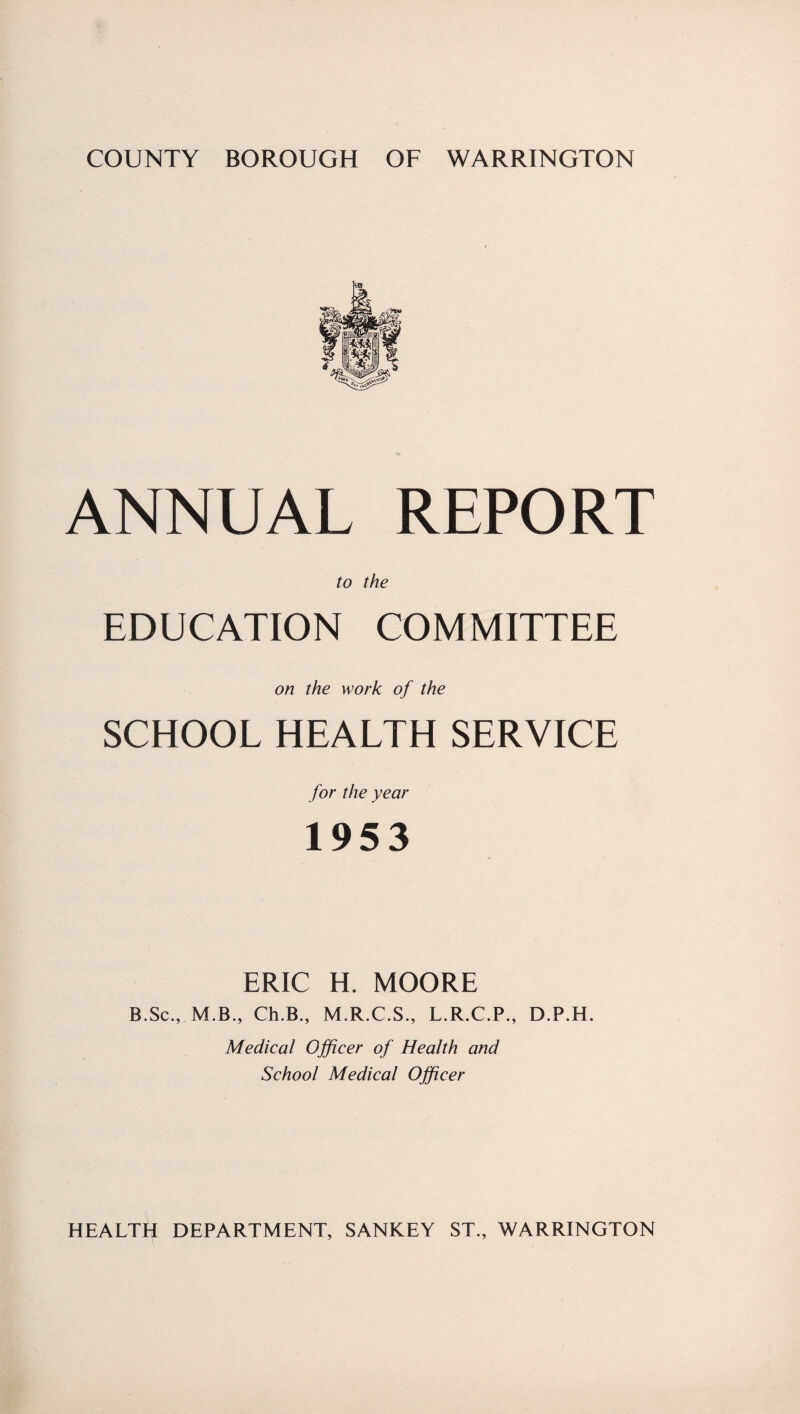 COUNTY BOROUGH OF WARRINGTON
ANNUAL REPORT
to the
EDUCATION COMMITTEE
on the work of the
SCHOOL HEALTH SERVICE
for the year
1953
ERIC H. MOORE
B.Sc., M.B., Ch.B., M.R.C.S., L.R.C.P., D.P.H.
Medical Officer of Health and
School Medical Officer
HEALTH DEPARTMENT, SANKEY ST., WARRINGTON